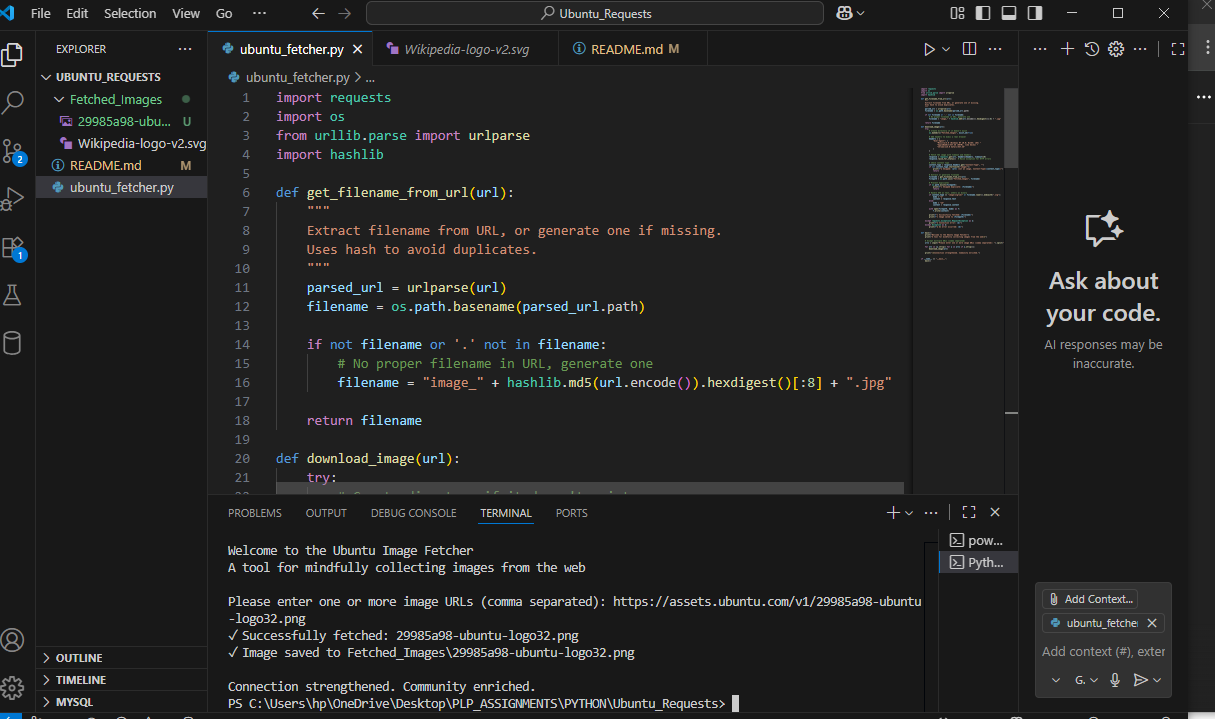 File Edit Selection View Go ··· Ubuntu_Requests
EXPLORER ···
UBUNTU_REQUESTS
Fetched_Images
29985a98-ubu... U
Wikipedia-logo-v2.svg
README.md M
ubuntu_fetcher.py
2
1
OUTLINE
TIMELINE
MYSQL
ubuntu_fetcher.py Wikipedia-logo-v2.svg README.md M
ubuntu_fetcher.py > ...
1 import requests
2 import os
3 from urllib.parse import urlparse
4 import hashlib
5
6 def get_filename_from_url(url):
7 """
8 Extract filename from URL, or generate one if missing.
9 Uses hash to avoid duplicates.
10 """
11 parsed_url = urlparse(url)
12 filename = os.path.basename(parsed_url.path)
13
14 if not filename or '.' not in filename:
15 # No proper filename in URL, generate one
16 filename = "image_" + hashlib.md5(url.encode()).hexdigest()[:8] + ".jpg"
17
18 return filename
19
20 def download_image(url):
21 try:
PROBLEMS OUTPUT DEBUG CONSOLE TERMINAL PORTS
Welcome to the Ubuntu Image Fetcher
A tool for mindfully collecting images from the web
Please enter one or more image URLs (comma separated): https://assets.ubuntu.com/v1/29985a98-ubuntu
-logo32.png
✓ Successfully fetched: 29985a98-ubuntu-logo32.png
✓ Image saved to Fetched_Images\29985a98-ubuntu-logo32.png
Connection strengthened. Community enriched.
PS C:\Users\hp\OneDrive\Desktop\PLP_ASSIGNMENTS\PYTHON\Ubuntu_Requests>
pow...
Pyth...
Ask about
your code.
AI responses may be
inaccurate.
Add Context...
ubuntu_fetcher
Add context (#), exter
G.